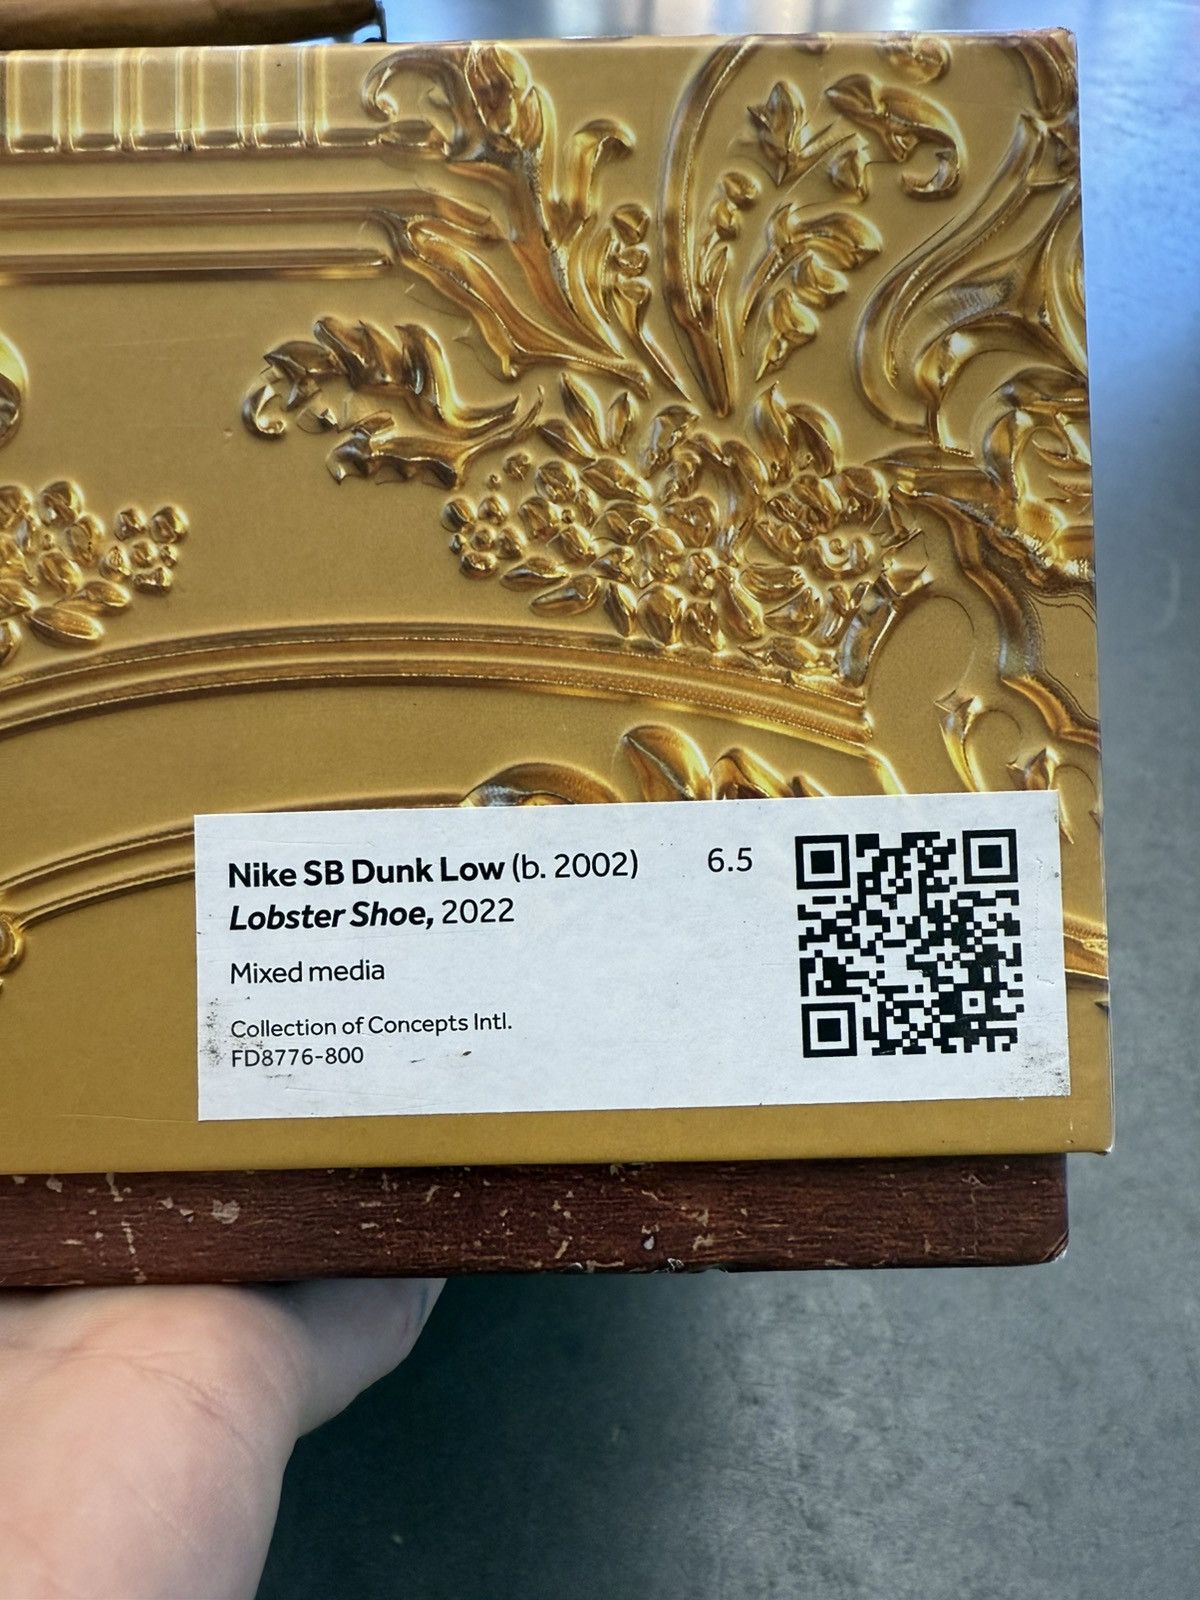 Nike SB Dunk Low (b. 2002) 6.5
Lobster Shoe, 2022
Mixed media
Collection of Concepts Intl.
FD8776-800